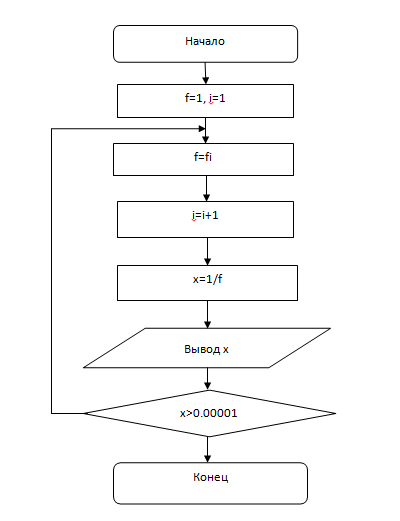 Начало
f=1, i=1
f=fi
i=i+1
x=1/f
Вывод x
x>0.00001
Конец